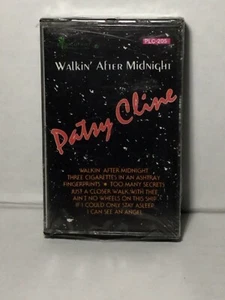 PLC-205
WALKIN' AFTER MIDNIGHT
Patsy Cline
WALKIN' AFTER MIDNIGHT
THREE CIGARETTES IN AN ASHTRAY
FINGERPRINTS ★ TOO MANY SECRETS
JUST A CLOSER WALK WITH THEE
AIN'T NO WHEELS ON THIS SHIP
IF I COULD ONLY STAY ASLEEP
I CAN SEE AN ANGEL